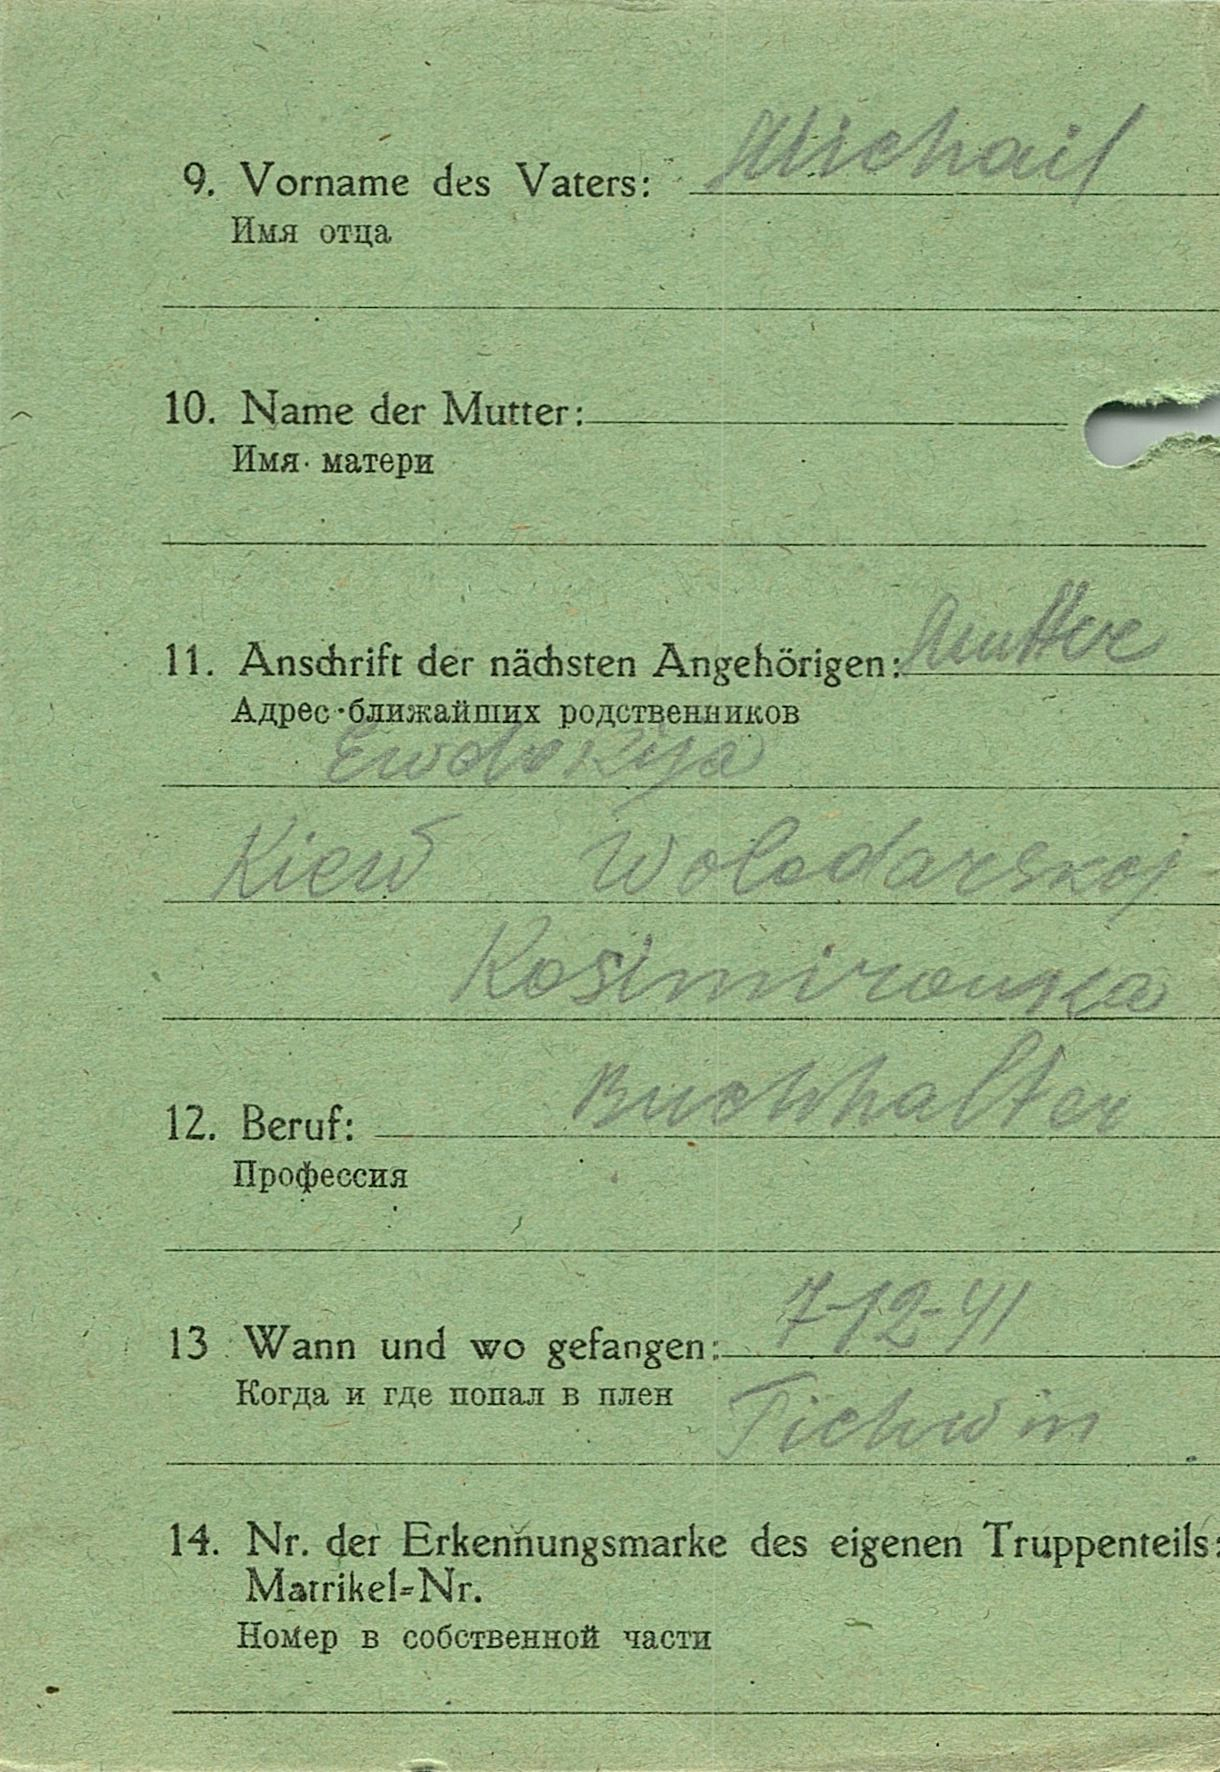 9. Vorname des Vaters: Michail
Имя отца
10. Name der Mutter:
Имя матери
11. Anschrift der nächsten Angehörigen: Mutter
Адрес ближайших родственников
Ewdokija
Kiew Wolodarskoj
Kosimirowska
12. Beruf: Buchhalter
Профессия
13 Wann und wo gefangen: 7-12-41
Когда и где попал в плен Tichwin
14. Nr. der Erkennungsmarke des eigenen Truppenteils:
Matrikel-Nr.
Номер в собственной части